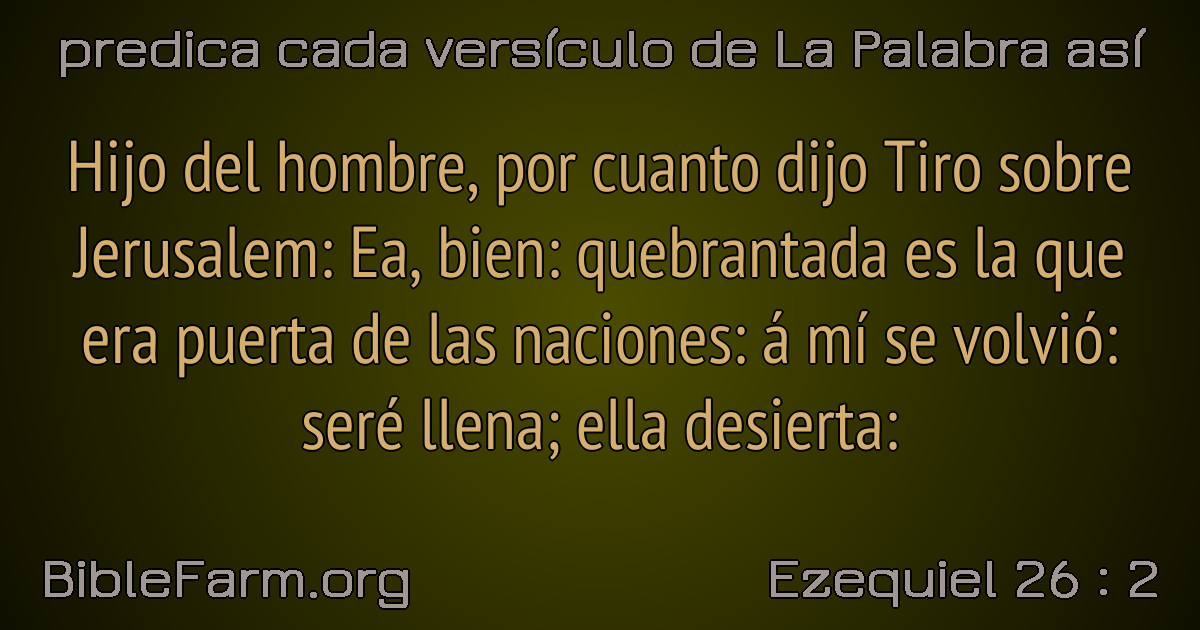 predica cada versículo de La Palabra así
Hijo del hombre, por cuanto dijo Tiro sobre
Jerusalem: Ea, bien: quebrantada es la que
era puerta de las naciones: á mí se volvió:
seré llena; ella desierta:
BibleFarm.org
Ezequiel 26 : 2